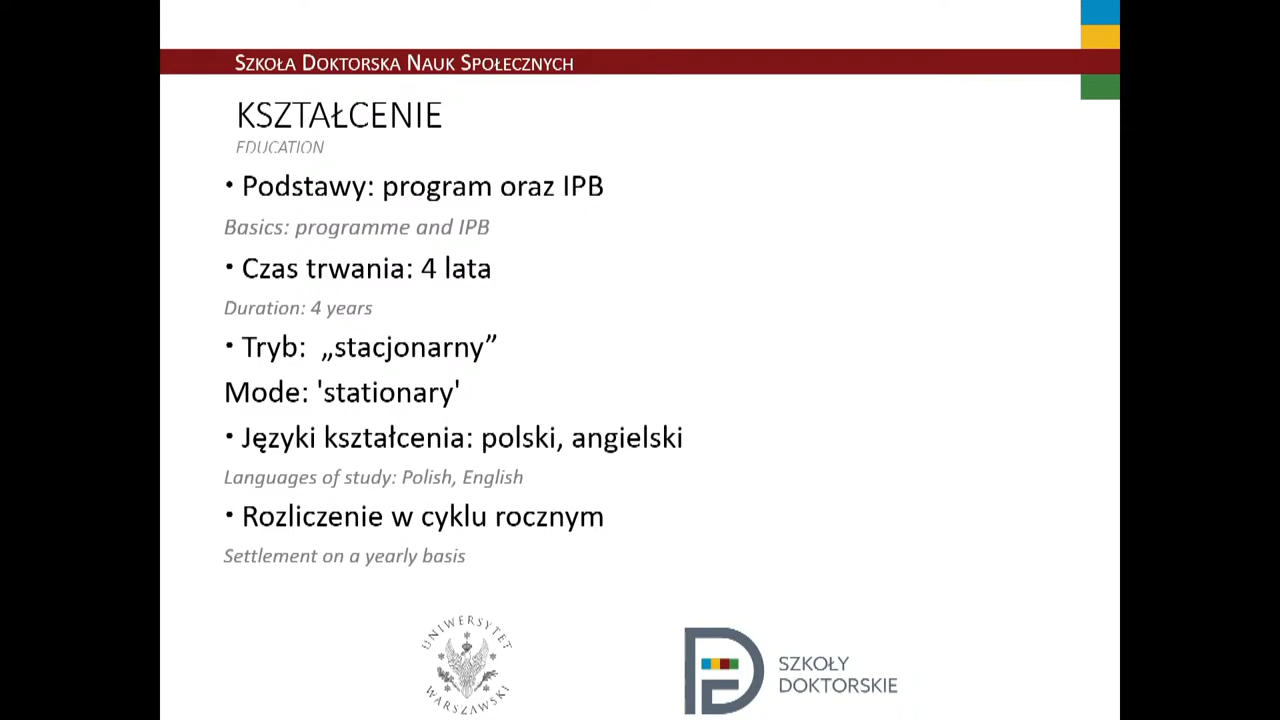 Szkoła Doktorska Nauk Społecznych
KSZTAŁCENIE
EDUCATION
• Podstawy: program oraz IPB
Basics: programme and IPB
• Czas trwania: 4 lata
Duration: 4 years
• Tryb: „stacjonarny”
Mode: 'stationary'
• Języki kształcenia: polski, angielski
Languages of study: Polish, English
• Rozliczenie w cyklu rocznym
Settlement on a yearly basis
UNIWERSYTET
WARSZAWSKI
SZKOŁY
DOKTORSKIE